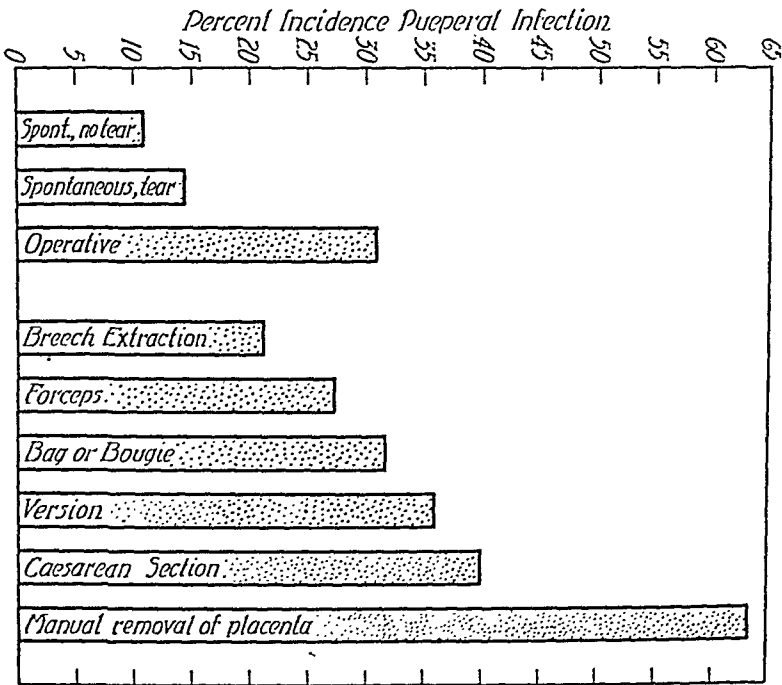 Percent Incidence Pueperal Infection
0 5 10 15 20 25 30 35 40 45 50 55 60 65
Spont., no tear
Spontaneous, tear
Operative
Breech Extraction
Forceps
Bag or Bougie
Version
Caesarean Section
Manual removal of placenta